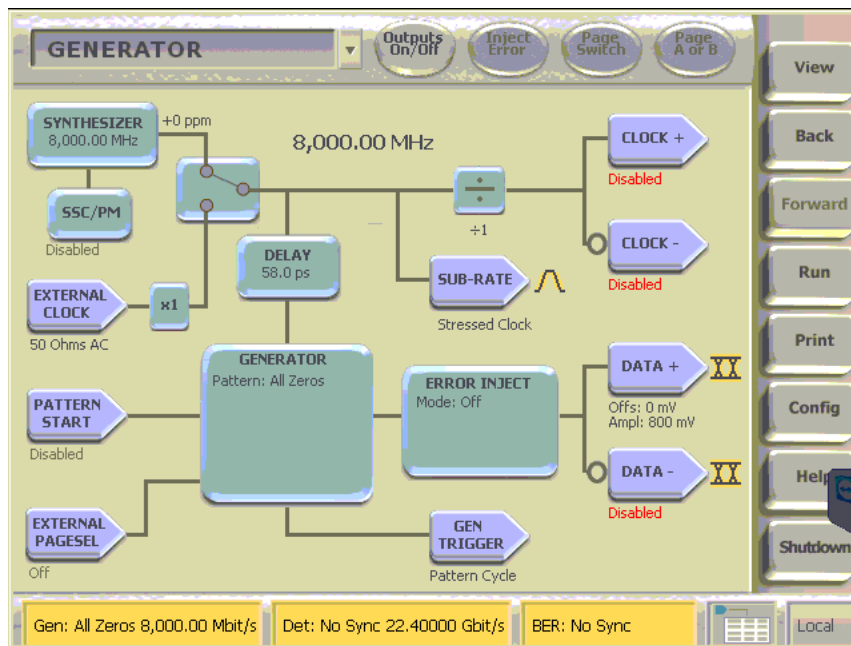 GENERATOR
Outputs
On/Off
Inject
Error
Page
Switch
Page
A or B
View
Back
Forward
Run
Print
Config
Help
Shutdown
SYNTHESIZER
8,000.00 MHz
+0 ppm
8,000.00 MHz
SSC/PM
Disabled
EXTERNAL
CLOCK
50 Ohms AC
x1
DELAY
58.0 ps
÷
÷1
CLOCK +
Disabled
CLOCK -
Disabled
SUB-RATE
Stressed Clock
GENERATOR
Pattern: All Zeros
ERROR INJECT
Mode: Off
DATA +
Offs: 0 mV
Ampl: 800 mV
DATA -
Disabled
PATTERN
START
Disabled
EXTERNAL
PAGESEL
Off
GEN
TRIGGER
Pattern Cycle
Gen: All Zeros 8,000.00 Mbit/s
Det: No Sync 22.40000 Gbit/s
BER: No Sync
Local